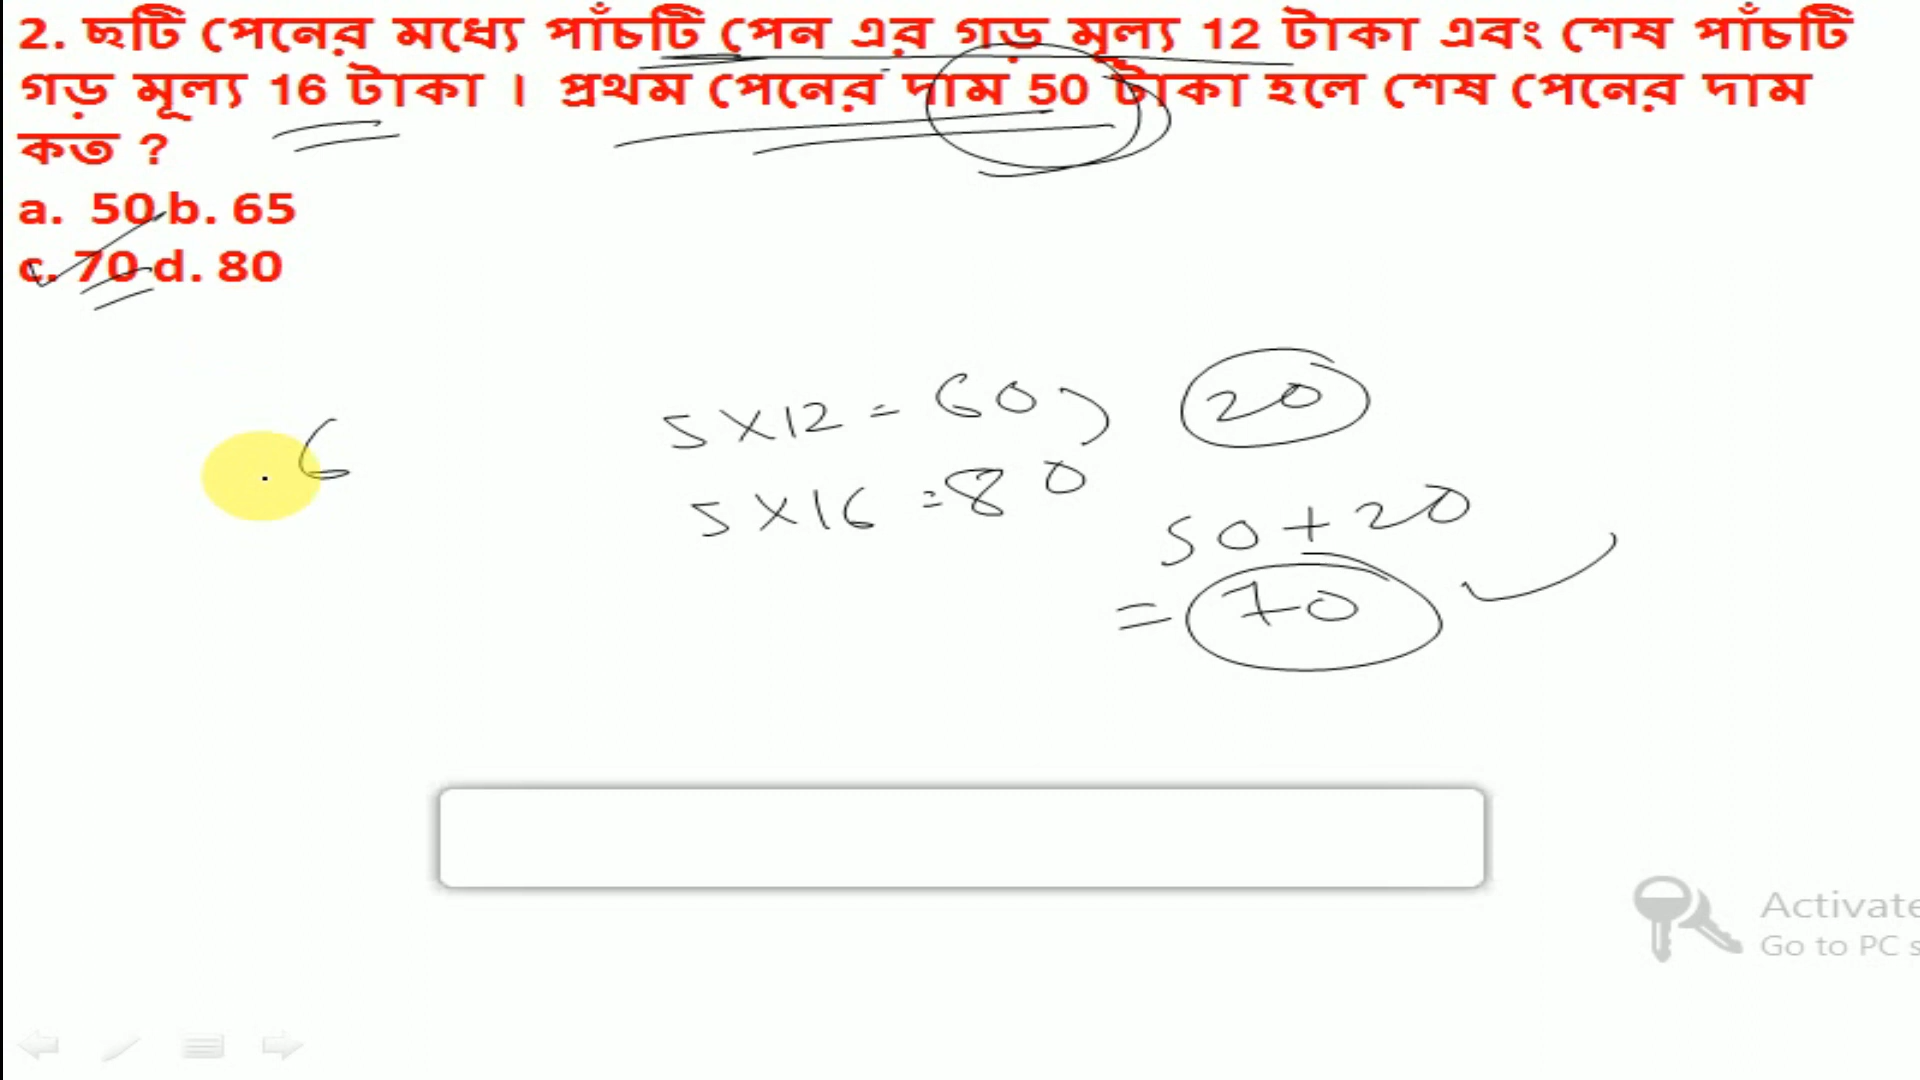 2. ছটি পেনের মধ্যে পাঁচটি পেন এর গড় মূল্য 12 টাকা এবং শেষ পাঁচটি
গড় মূল্য 16 টাকা । প্রথম পেনের দাম 50 টাকা হলে শেষ পেনের দাম
কত ?
a. 50 b. 65
c. 70 d. 80
6
5 X 12 = 60
20
5 X 16 = 80
50 + 20
= 70
Activate
Go to PC s